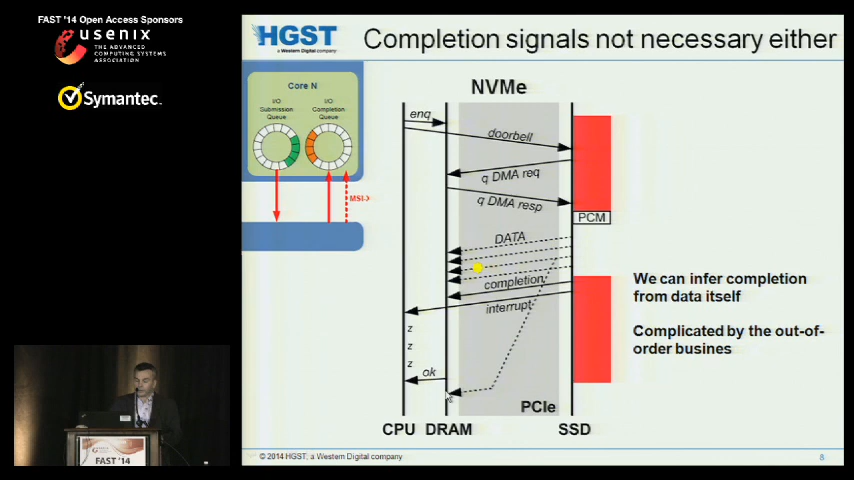 FAST '14 Open Access Sponsors
usenix
THE ADVANCED
COMPUTING SYSTEMS
ASSOCIATION
Symantec.
HGST
a Western Digital company
Completion signals not necessary either
Core N
I/O
Submission
Queue
I/O
Completion
Queue
MSI->
NVMe
enq
doorbell
q DMA req
q DMA resp
PCM
DATA
completion
interrupt
z
z
z
ok
PCIe
CPU DRAM SSD
We can infer completion
from data itself
Complicated by the out-of-
order busines
FAST '14
© 2014 HGST, a Western Digital company
8